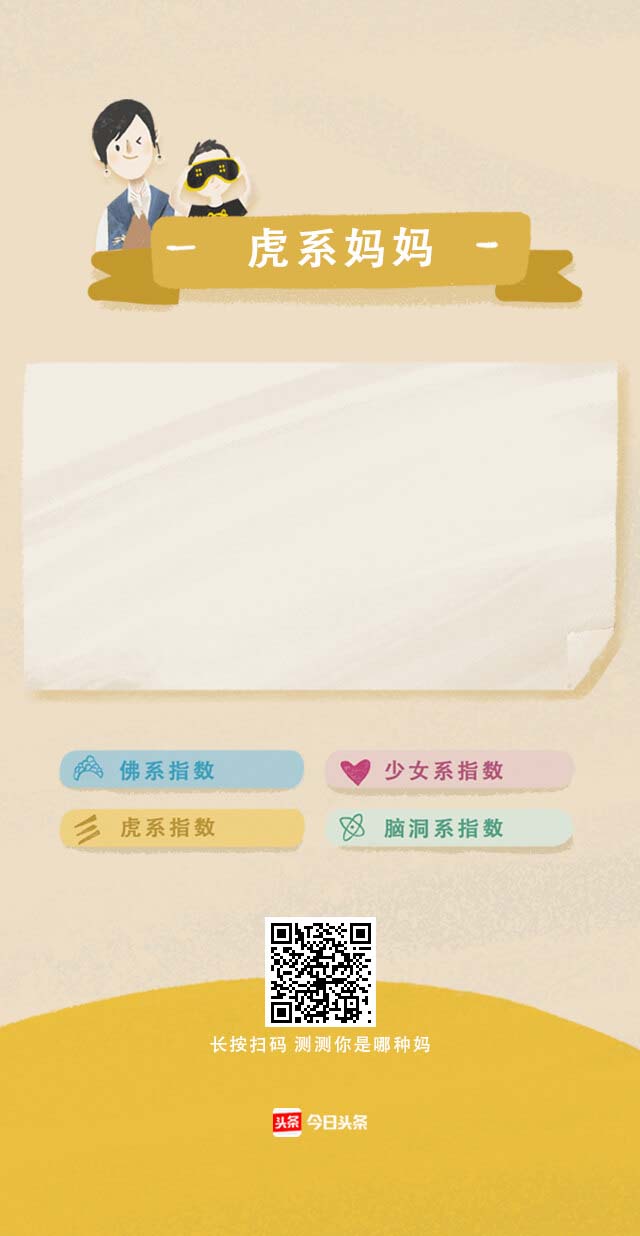 虎系妈妈
佛系指数
少女系指数
虎系指数
脑洞系指数
长按扫码 测测你是哪种妈
头条 今日头条